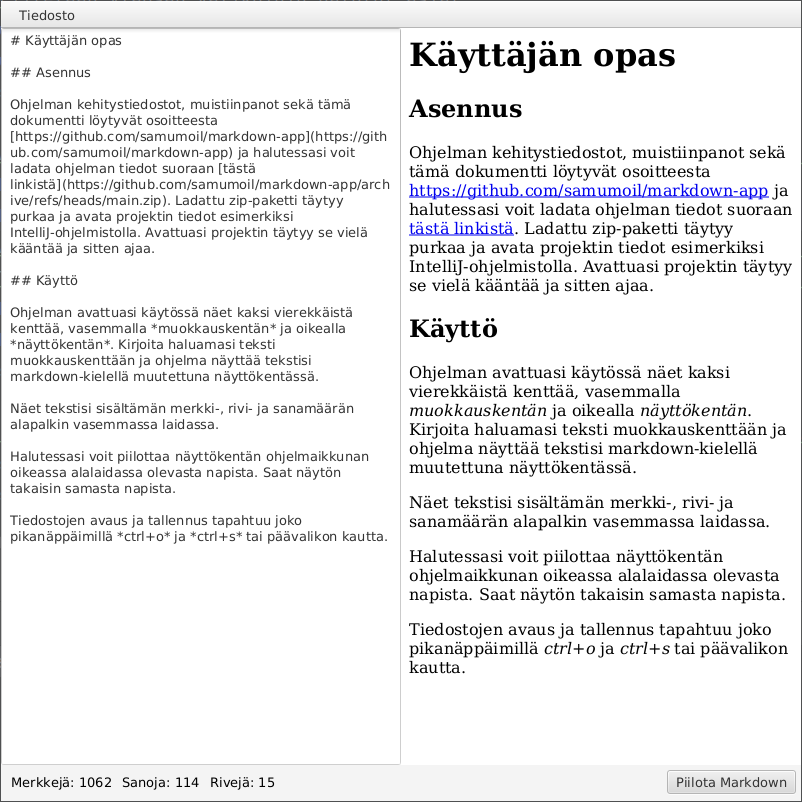 Tiedosto
# Käyttäjän opas
## Asennus
Ohjelman kehitystiedostot, muistiinpanot sekä tämä
dokumentti löytyvät osoitteesta
[https://github.com/samumoil/markdown-app](https://gith
ub.com/samumoil/markdown-app) ja halutessasi voit
ladata ohjelman tiedot suoraan [tästä
linkistä](https://github.com/samumoil/markdown-app/arch
ive/refs/heads/main.zip). Ladattu zip-paketti täytyy
purkaa ja avata projektin tiedot esimerkiksi
IntelliJ-ohjelmistolla. Avattuasi projektin täytyy se vielä
kääntää ja sitten ajaa.
## Käyttö
Ohjelman avattuasi käytössä näet kaksi vierekkäistä
kenttää, vasemmalla *muokkauskentän* ja oikealla
*näyttökentän*. Kirjoita haluamasi teksti
muokkauskenttään ja ohjelma näyttää tekstisi
markdown-kielellä muutettuna näyttökentässä.
Näet tekstisi sisältämän merkki-, rivi- ja sanamäärän
alapalkin vasemmassa laidassa.
Halutessasi voit piilottaa näyttökentän ohjelmaikkunan
oikeassa alalaidassa olevasta napista. Saat näytön
takaisin samasta napista.
Tiedostojen avaus ja tallennus tapahtuu joko
pikanäppäimillä *ctrl+o* ja *ctrl+s* tai päävalikon kautta.
Käyttäjän opas
Asennus
Ohjelman kehitystiedostot, muistiinpanot sekä
tämä dokumentti löytyvät osoitteesta
https://github.com/samumoil/markdown-app ja
halutessasi voit ladata ohjelman tiedot suoraan
tästä linkistä. Ladattu zip-paketti täytyy
purkaa ja avata projektin tiedot esimerkiksi
IntelliJ-ohjelmistolla. Avattuasi projektin täytyy
se vielä kääntää ja sitten ajaa.
Käyttö
Ohjelman avattuasi käytössä näet kaksi
vierekkäistä kenttää, vasemmalla
muokkauskentän ja oikealla näyttökentän.
Kirjoita haluamasi teksti muokkauskenttään ja
ohjelma näyttää tekstisi markdown-kielellä
muutettuna näyttökentässä.
Näet tekstisi sisältämän merkki-, rivi- ja
sanamäärän alapalkin vasemmassa laidassa.
Halutessasi voit piilottaa näyttökentän
ohjelmaikkunan oikeassa alalaidassa olevasta
napista. Saat näytön takaisin samasta napista.
Tiedostojen avaus ja tallennus tapahtuu joko
pikanäppäimillä ctrl+o ja ctrl+s tai päävalikon
kautta.
Merkkejä: 1062 Sanoja: 114 Rivejä: 15
Piilota Markdown